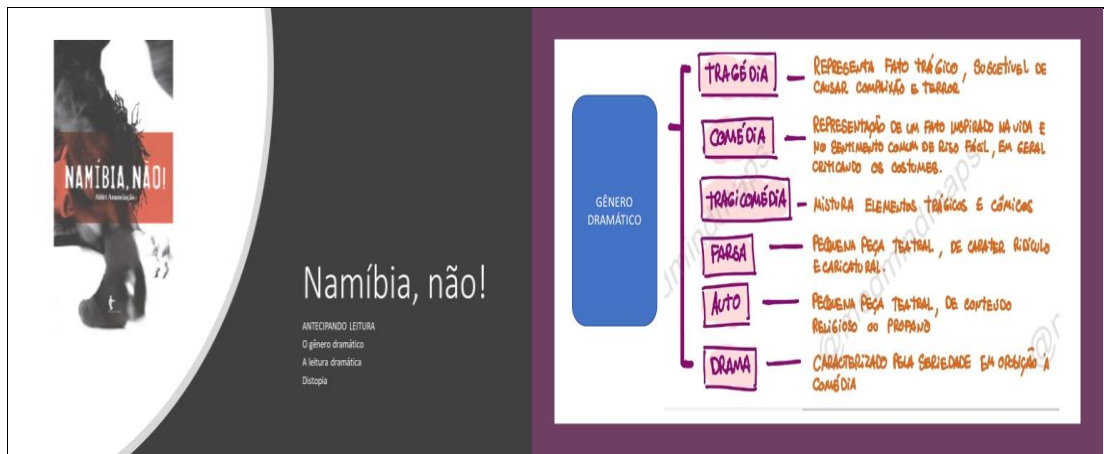 NAMÍBIA, NÃO!
Aldri Anunciação
Namíbia, não!
ANTECIPANDO LEITURA
O gênero dramático
A leitura dramática
Distopia
GÊNERO
DRAMÁTICO
TRAGÉDIA — REPRESENTA FATO TRÁGICO, SUSCETÍVEL DE
CAUSAR COMPAIXÃO E TERROR
COMÉDIA — REPRESENTAÇÃO DE UM FATO INSPIRADO NA VIDA E
NO SENTIMENTO COMUM DE RISO FÁCIL, EM GERAL
CRITICANDO OS COSTUMES.
TRAGICOMÉDIA — MISTURA ELEMENTOS TRÁGICOS E CÔMICOS
FARSA — PEQUENA PEÇA TEATRAL, DE CARATER RIDÍCULO
E CARICATURAL.
AUTO — PEQUENA PEÇA TEATRAL, DE CONTEÚDO
RELIGIOSO OU PROFANO
DRAMA — CARACTERIZADO PELA SERIEDADE EM OPOSIÇÃO À
COMÉDIA